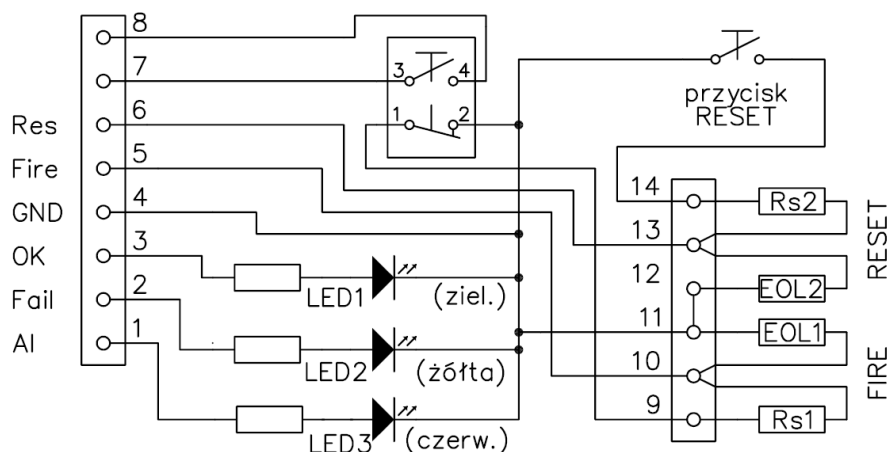 8
7
Res 6
Fire 5
GND 4
OK 3
Fail 2
AI 1
3 4
1 2
przycisk
RESET
LED1 (ziel.)
LED2 (żółta)
LED3 (czerw.)
14 Rs2
13
12 EOL2
11 EOL1
10
9 Rs1
RESET
FIRE